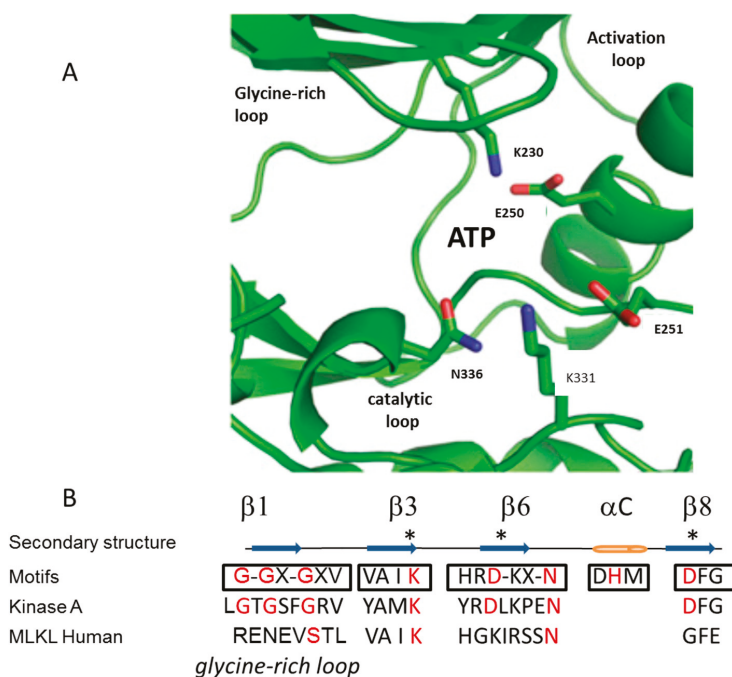 A
Activation
loop
Glycine-rich
loop
K230
E250
ATP
E251
N336
K331
catalytic
loop
B
β1 β3 β6 αC β8
Secondary structure * * *
Motifs G-GX-GXV VAIK HRD-KX-N DHM DFG
Kinase A LGTGSFGRV YAMK YRDLKPEN DFG
MLKL Human RENEVSTL VAIK HGKIRSSN GFE
glycine-rich loop